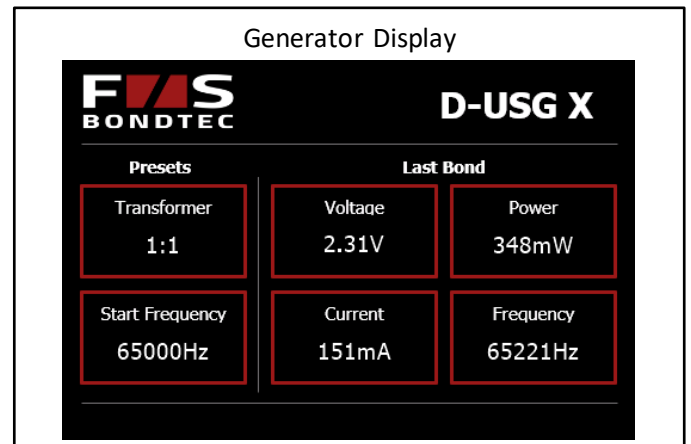 Generator Display
F//S
BONDTEC
D-USG X
Presets
Last Bond
Transformer
1:1
Voltage
2.31V
Power
348mW
Start Frequency
65000Hz
Current
151mA
Frequency
65221Hz